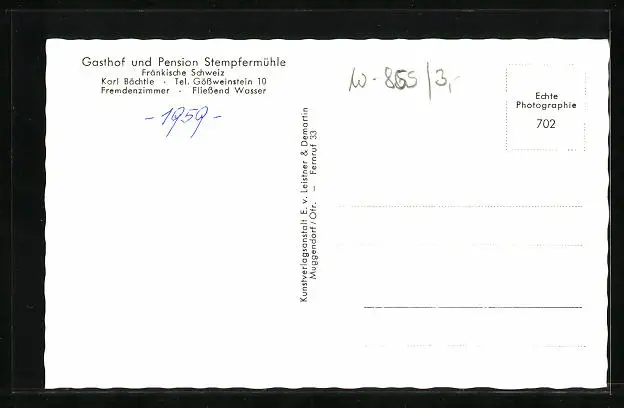 Gasthof und Pension Stempfermühle
Fränkische Schweiz
Karl Bächtle · Tel. Gößweinstein 10
Fremdenzimmer · Fließend Wasser
- 1959 -
Kunstverlagsanstalt E. v. Leistner & Demartin
Muggendorf/Ofr. – Fernruf 33
W-855/3,-
Echte
Photographie
702